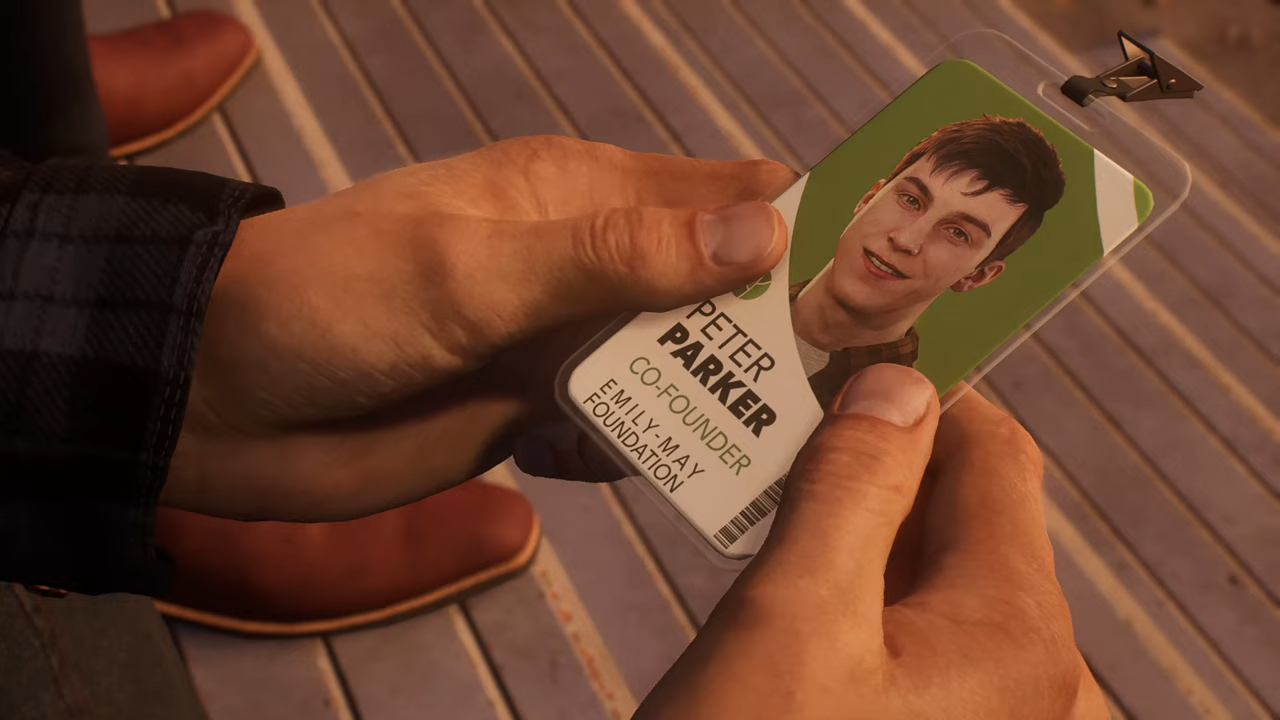 PETER
PARKER
CO-FOUNDER
EMILY-MAY
FOUNDATION